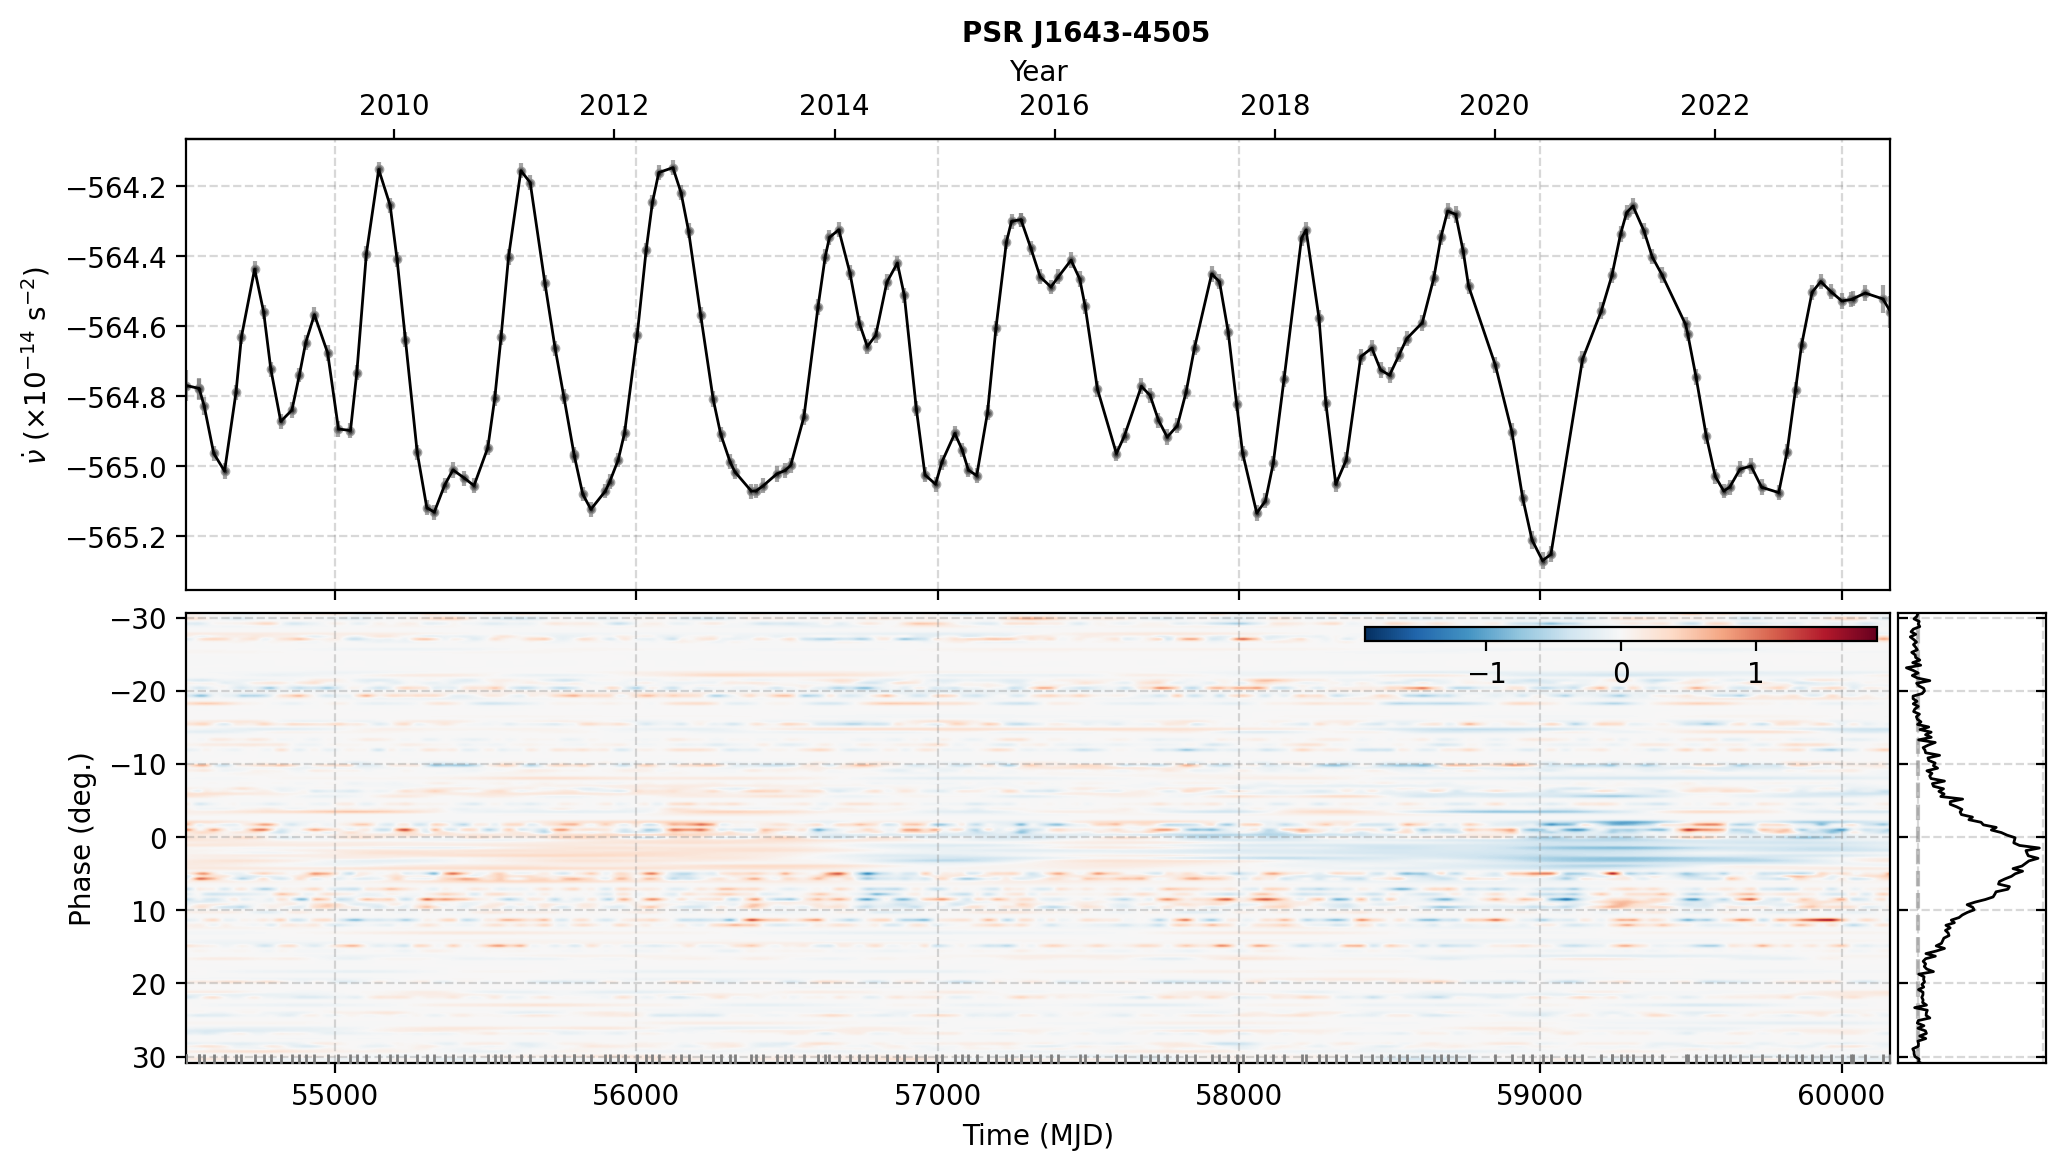 PSR J1643-4505
Year
2010 2012 2014 2016 2018 2020 2022
−564.2
−564.4
−564.6
−564.8
−565.0
−565.2
ν̇ (×10⁻¹⁴ s⁻²)
−30
−20
−10
0
10
20
30
Phase (deg.)
−1 0 1
55000 56000 57000 58000 59000 60000
Time (MJD)